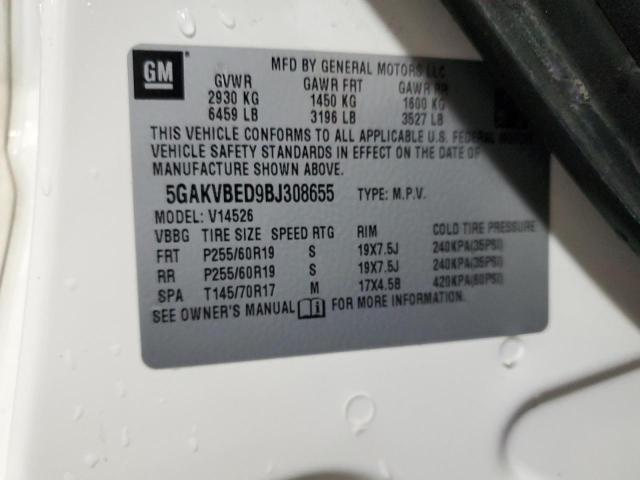 GM
MFD BY GENERAL MOTORS LLC
GVWR GAWR FRT GAWR RR
2930 KG 1450 KG 1600 KG
6459 LB 3196 LB 3527 LB
THIS VEHICLE CONFORMS TO ALL APPLICABLE U.S. FEDERAL MOTOR
VEHICLE SAFETY STANDARDS IN EFFECT ON THE DATE OF
MANUFACTURE SHOWN ABOVE.
5GAKVBED9BJ308655 TYPE: M.P.V.
MODEL: V14526
VBBG TIRE SIZE SPEED RTG RIM COLD TIRE PRESSURE
FRT P255/60R19 S 19X7.5J 240KPA(35PSI)
RR P255/60R19 S 19X7.5J 240KPA(35PSI)
SPA T145/70R17 M 17X4.5B 420KPA(60PSI)
SEE OWNER'S MANUAL FOR MORE INFORMATION.